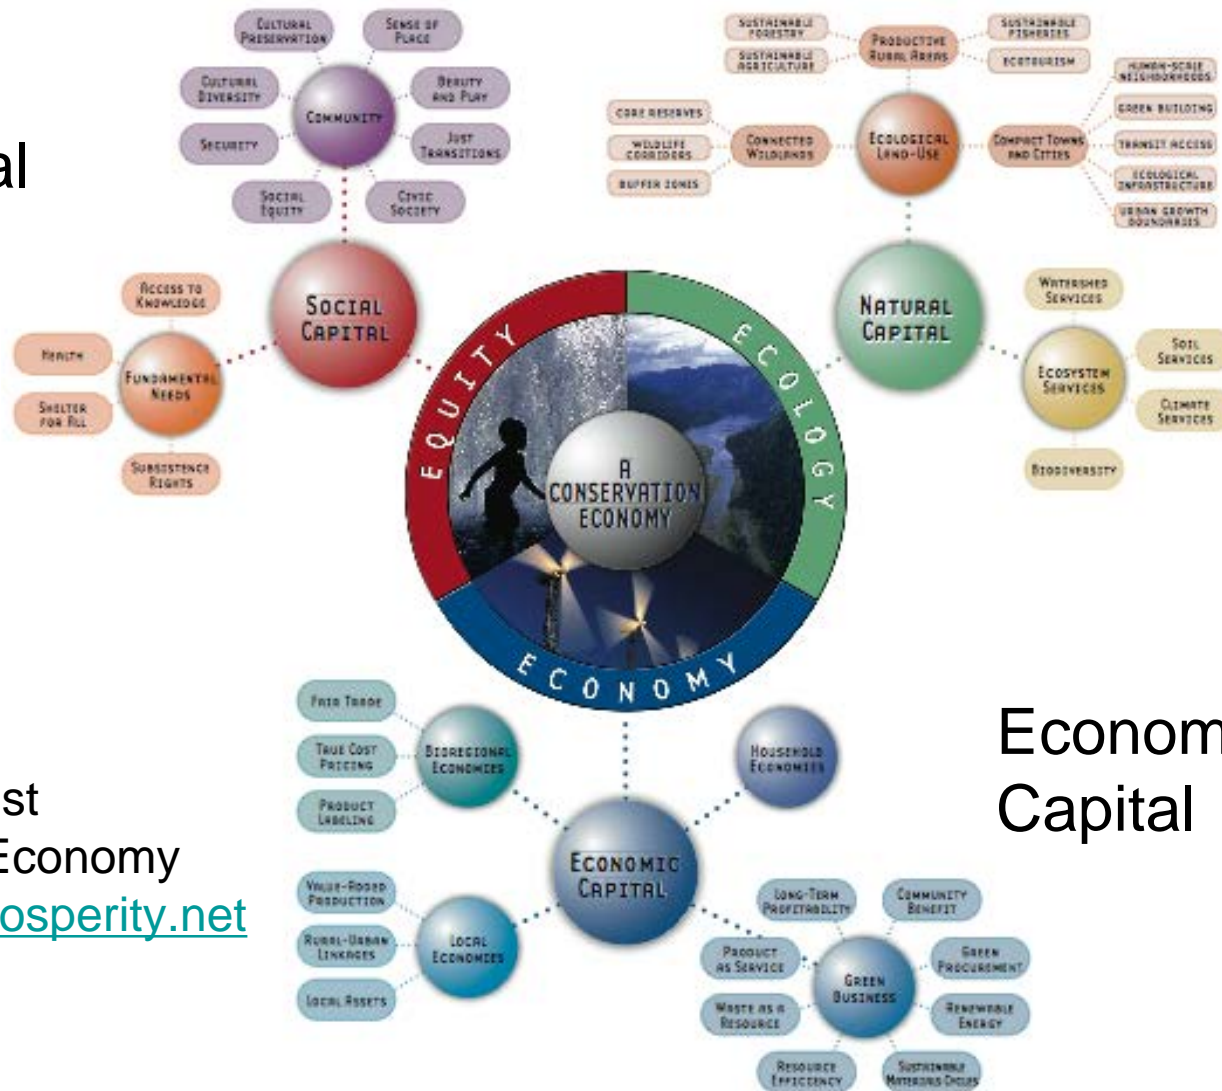 CULTURAL
PRESERVATION
SENSE OF
PLACE
CULTURAL
DIVERSITY
BEAUTY
AND PLAY
COMMUNITY
SECURITY
JUST
TRANSITIONS
SOCIAL
EQUITY
CIVIC
SOCIETY
al
SUSTAINABLE
FORESTRY
SUSTAINABLE
AGRICULTURE
PRODUCTIVE
RURAL AREAS
SUSTAINABLE
FISHERIES
ECOTOURISM
CORE RESERVES
WILDLIFE
CORRIDORS
BUFFER ZONES
CONNECTED
WILDLANDS
ECOLOGICAL
LAND-USE
COMPACT TOWNS
AND CITIES
HUMAN-SCALE
NEIGHBORHOODS
GREEN BUILDING
TRANSIT ACCESS
ECOLOGICAL
INFRASTRUCTURE
URBAN GROWTH
BOUNDARIES
SOCIAL
CAPITAL
ACCESS TO
KNOWLEDGE
HEALTH
SHELTER
FOR ALL
SUBSISTENCE
RIGHTS
FUNDAMENTAL
NEEDS
NATURAL
CAPITAL
WATERSHED
SERVICES
SOIL
SERVICES
ECOSYSTEM
SERVICES
CLIMATE
SERVICES
BIODIVERSITY
EQUITY
ECOLOGY
A
CONSERVATION
ECONOMY
ECONOMY
FAIR TRADE
TRUE COST
PRICING
PRODUCT
LABELING
BIOREGIONAL
ECONOMIES
HOUSEHOLD
ECONOMIES
Econom
Capital
st
Economy
osperity.net
ECONOMIC
CAPITAL
VALUE-ADDED
PRODUCTION
RURAL-URBAN
LINKAGES
LOCAL ASSETS
LOCAL
ECONOMIES
LONG-TERM
PROFITABILITY
COMMUNITY
BENEFIT
PRODUCT
AS SERVICE
GREEN
PROCUREMENT
GREEN
BUSINESS
WASTE AS A
RESOURCE
RENEWABLE
ENERGY
RESOURCE
EFFICIENCY
SUSTAINABLE
MATERIALS CYCLES